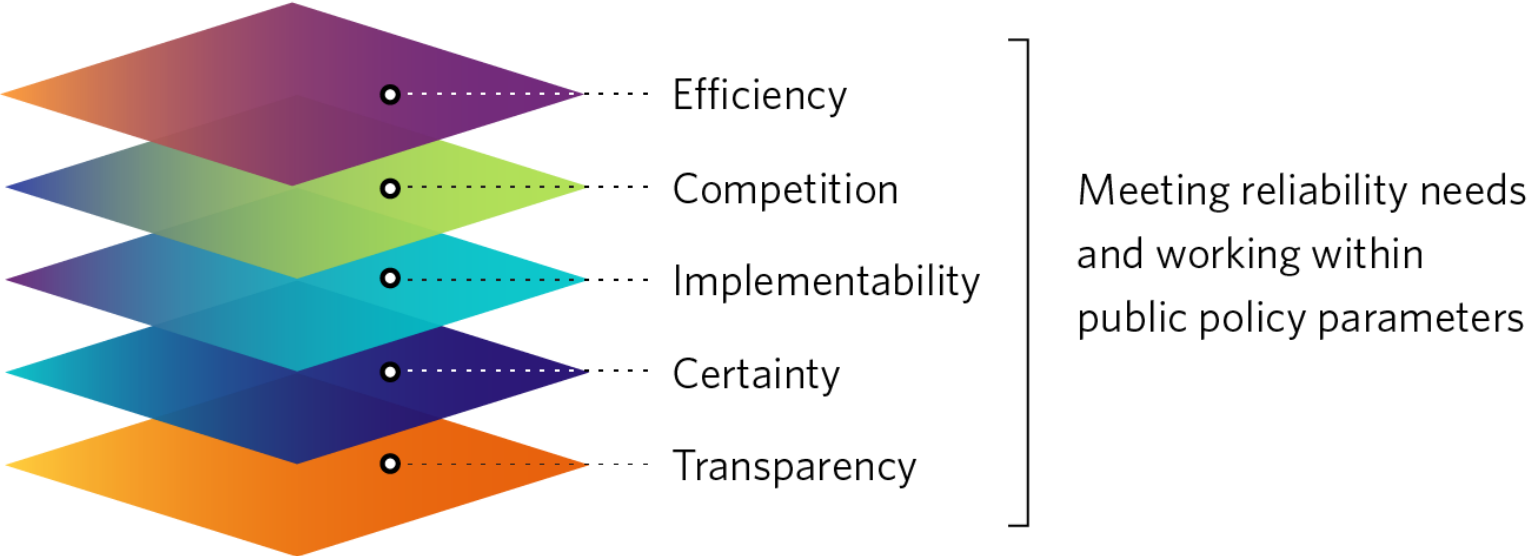 Efficiency
Competition
Implementability
Certainty
Transparency
Meeting reliability needs
and working within
public policy parameters